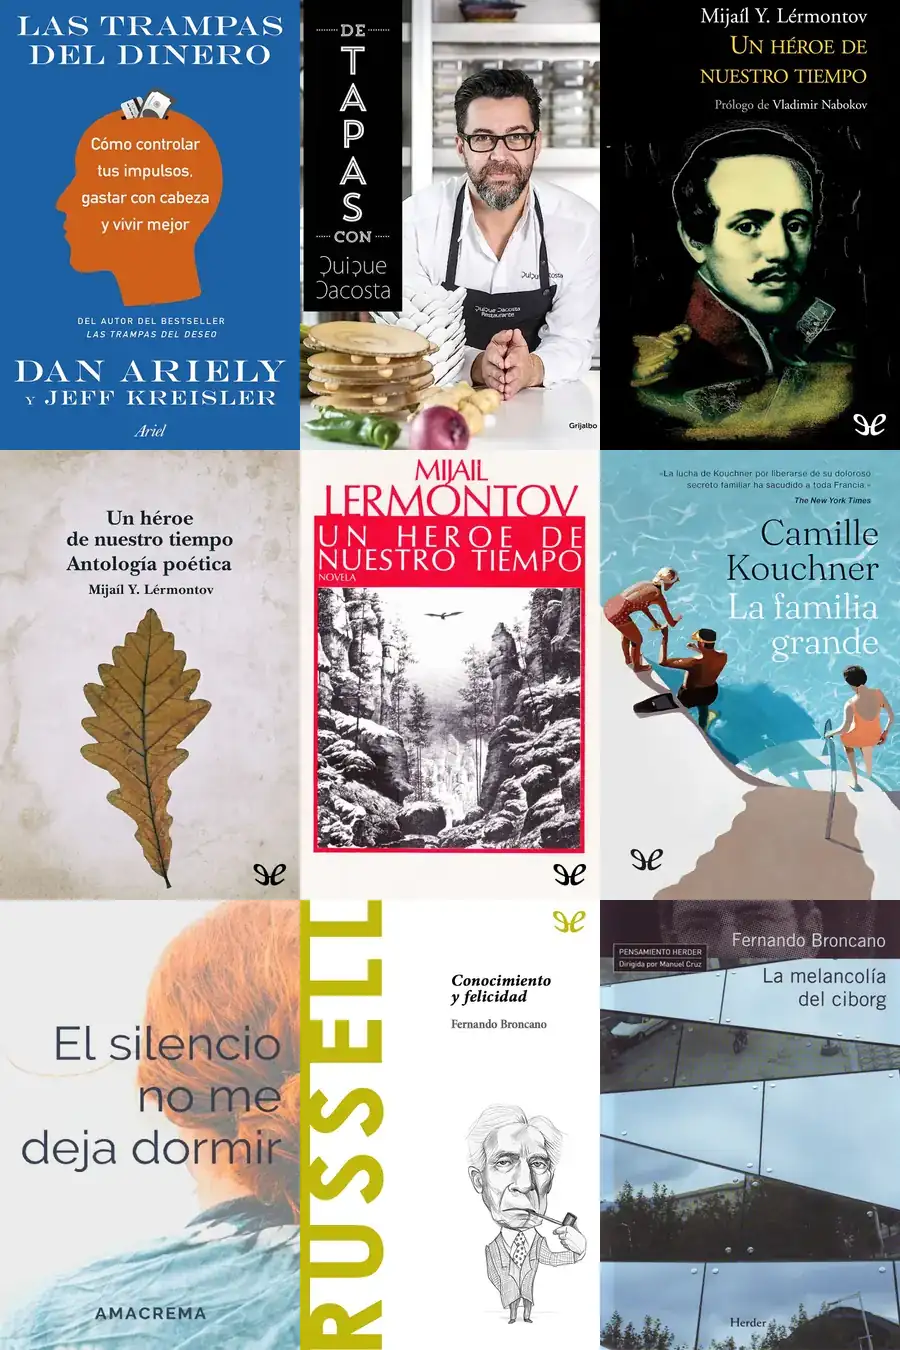 LAS TRAMPAS
DEL DINERO
Cómo controlar
tus impulsos,
gastar con cabeza
y vivir mejor
DEL AUTOR DEL BESTSELLER
LAS TRAMPAS DEL DESEO
DAN ARIELY
Y JEFF KREISLER
Ariel
DE
TAPAS
CON
Quique
Dacosta
Quique Dacosta
QuiQue Dacosta
Restaurante
Grijalbo
Mijaíl Y. Lérmontov
UN HÉROE DE
NUESTRO TIEMPO
Prólogo de Vladimir Nabokov
Un héroe
de nuestro tiempo
Antología poética
Mijaíl Y. Lérmontov
MIJAIL
LERMONTOV
UN HEROE DE
NUESTRO TIEMPO
NOVELA
«La lucha de Kouchner por liberarse de su doloroso
secreto familiar ha sacudido a toda Francia.»
The New York Times
Camille
Kouchner
La familia
grande
El silencio
no me
deja dormir
AMACREMA
RUSSELL
Conocimiento
y felicidad
Fernando Broncano
Fernando Broncano
PENSAMIENTO HERDER
Dirigida por Manuel Cruz
La melancolía
del ciborg
Herder